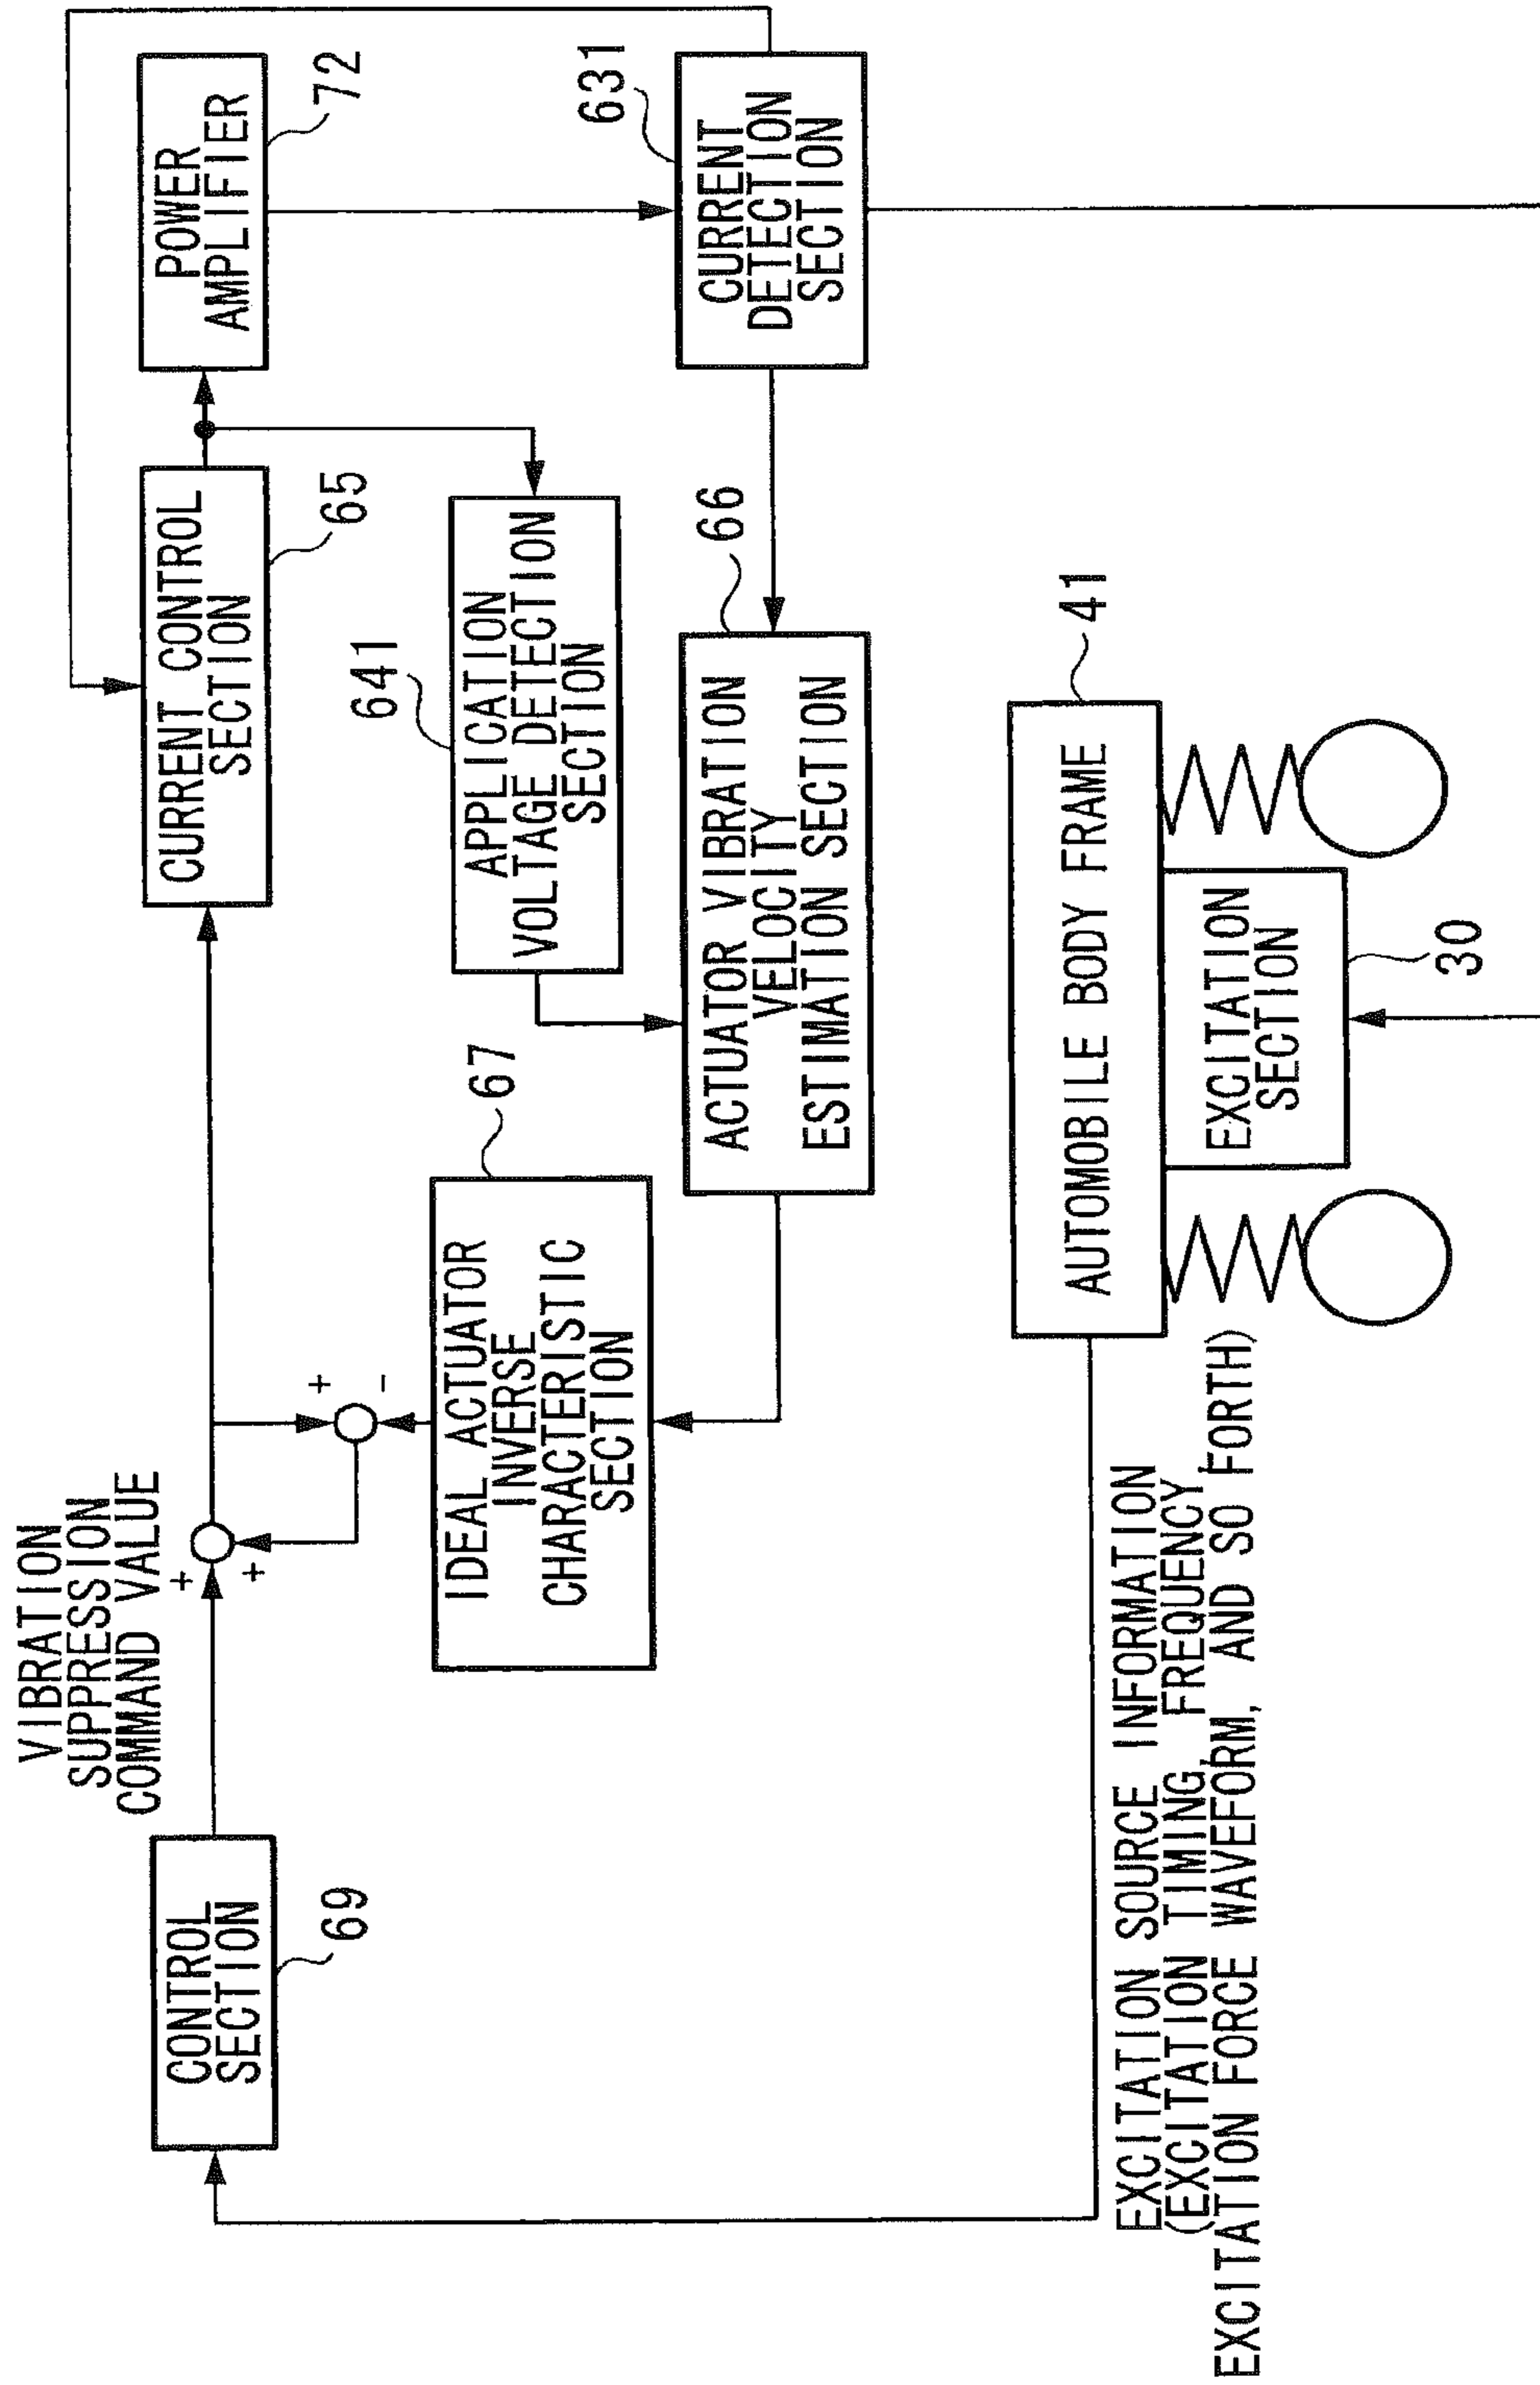 VIBRATION
SUPPRESSION
COMMAND VALUE
CONTROL
SECTION
69
+
+
+
-
CURRENT CONTROL
SECTION
65
POWER
AMPLIFIER
72
APPLICATION
VOLTAGE DETECTION
SECTION
641
IDEAL ACTUATOR
INVERSE
CHARACTERISTIC
SECTION
67
ACTUATOR VIBRATION
VELOCITY
ESTIMATION SECTION
66
CURRENT
DETECTION
SECTION
631
AUTOMOBILE BODY FRAME
41
EXCITATION
SECTION
30
EXCITATION SOURCE INFORMATION
(EXCITATION TIMING, FREQUENCY,
EXCITATION FORCE WAVEFORM, AND SO FORTH)